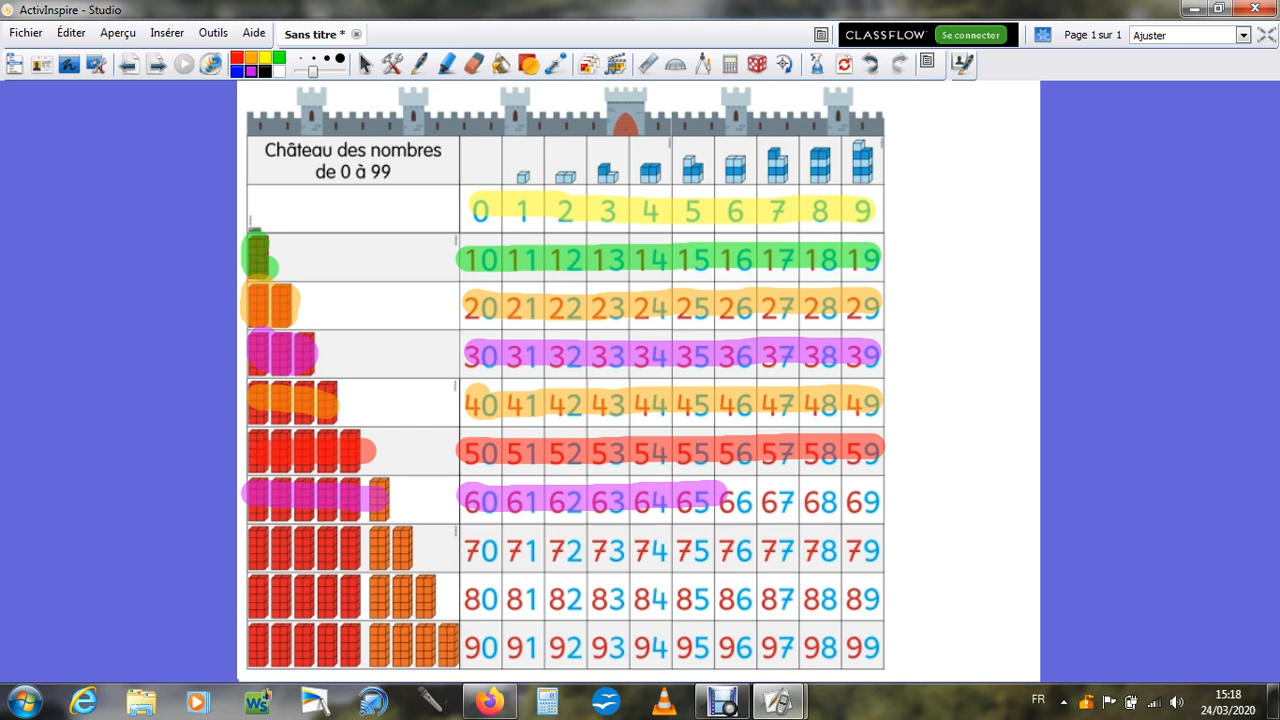 ActivInspire - Studio
Fichier Éditer Aperçu Insérer Outils Aide Sans titre * CLASSFLOW Se connecter Page 1 sur 1 Ajuster
Château des nombres
de 0 à 99
0 1 2 3 4 5 6 7 8 9
10 11 12 13 14 15 16 17 18 19
20 21 22 23 24 25 26 27 28 29
30 31 32 33 34 35 36 37 38 39
40 41 42 43 44 45 46 47 48 49
50 51 52 53 54 55 56 57 58 59
60 61 62 63 64 65 66 67 68 69
70 71 72 73 74 75 76 77 78 79
80 81 82 83 84 85 86 87 88 89
90 91 92 93 94 95 96 97 98 99
FR 15:18
24/03/2020